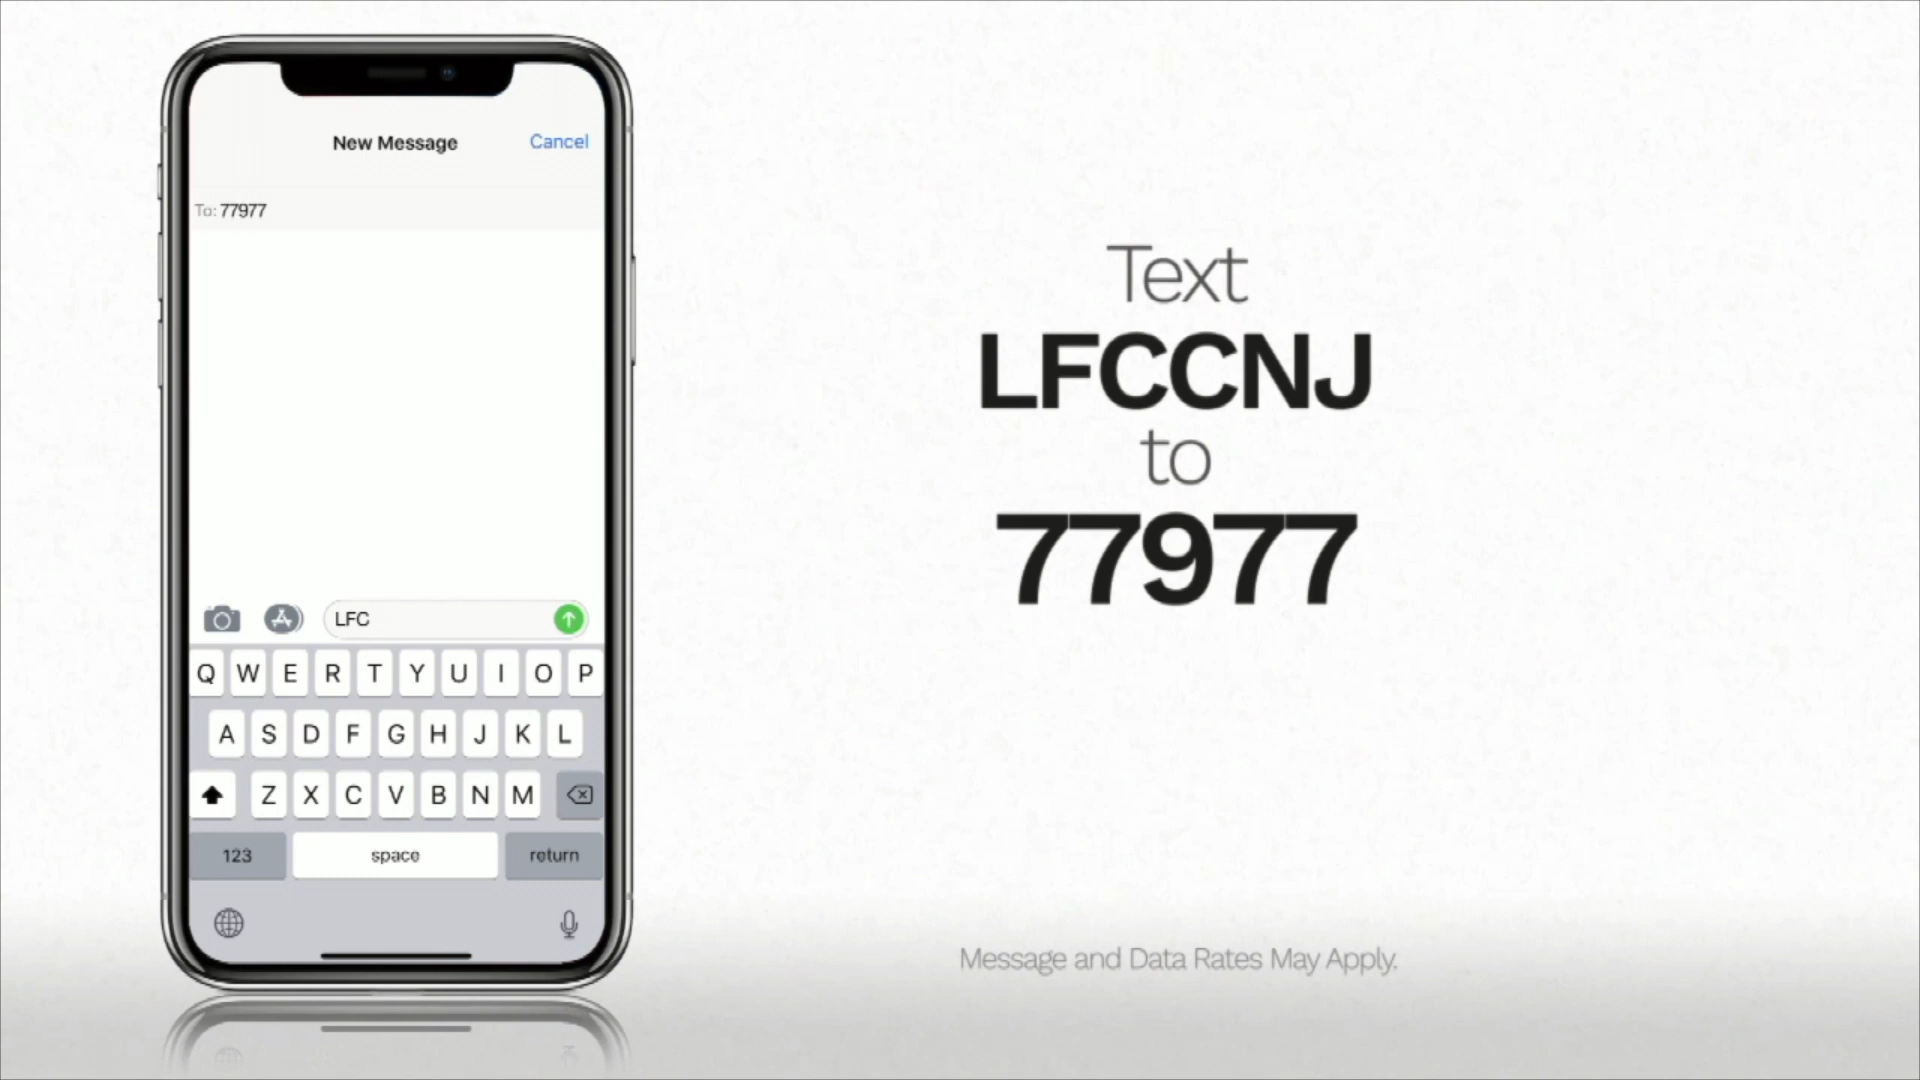 New Message
Cancel
To: 77977
LFC
Q W E R T Y U I O P
A S D F G H J K L
Z X C V B N M
123
space
return
Text
LFCCNJ
to
77977
Message and Data Rates May Apply.